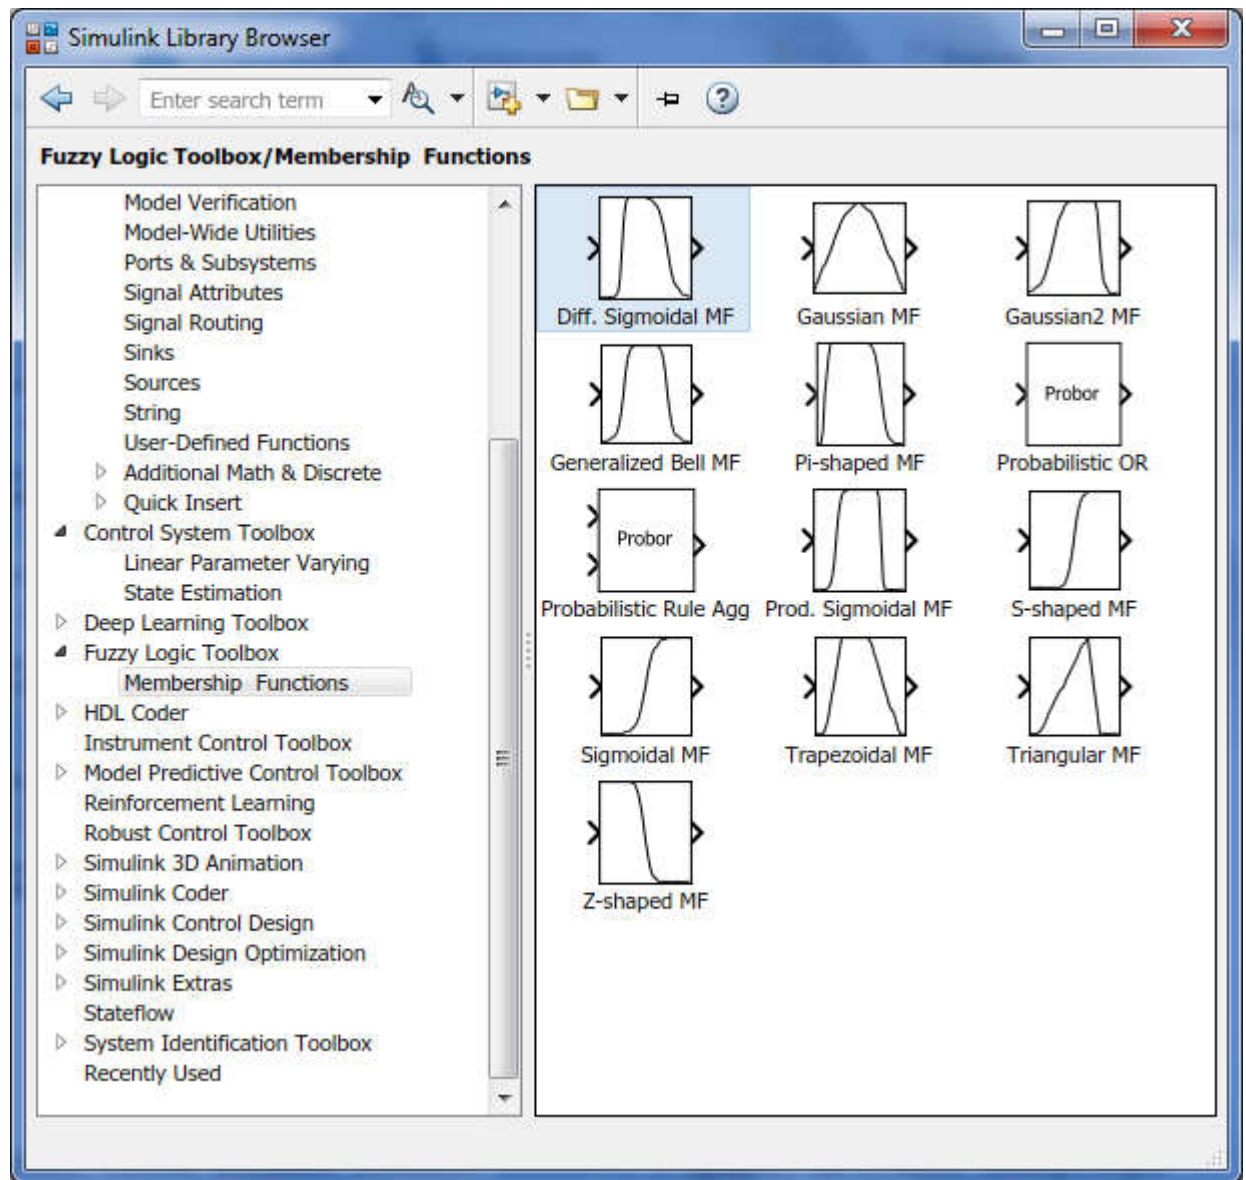 Simulink Library Browser
Enter search term
Fuzzy Logic Toolbox/Membership Functions
Model Verification
Model-Wide Utilities
Ports & Subsystems
Signal Attributes
Signal Routing
Sinks
Sources
String
User-Defined Functions
Additional Math & Discrete
Quick Insert
Control System Toolbox
Linear Parameter Varying
State Estimation
Deep Learning Toolbox
Fuzzy Logic Toolbox
Membership Functions
HDL Coder
Instrument Control Toolbox
Model Predictive Control Toolbox
Reinforcement Learning
Robust Control Toolbox
Simulink 3D Animation
Simulink Coder
Simulink Control Design
Simulink Design Optimization
Simulink Extras
Stateflow
System Identification Toolbox
Recently Used
Diff. Sigmoidal MF
Gaussian MF
Gaussian2 MF
Generalized Bell MF
Pi-shaped MF
Probor
Probabilistic OR
Probor
Probabilistic Rule Agg
Prod. Sigmoidal MF
S-shaped MF
Sigmoidal MF
Trapezoidal MF
Triangular MF
Z-shaped MF